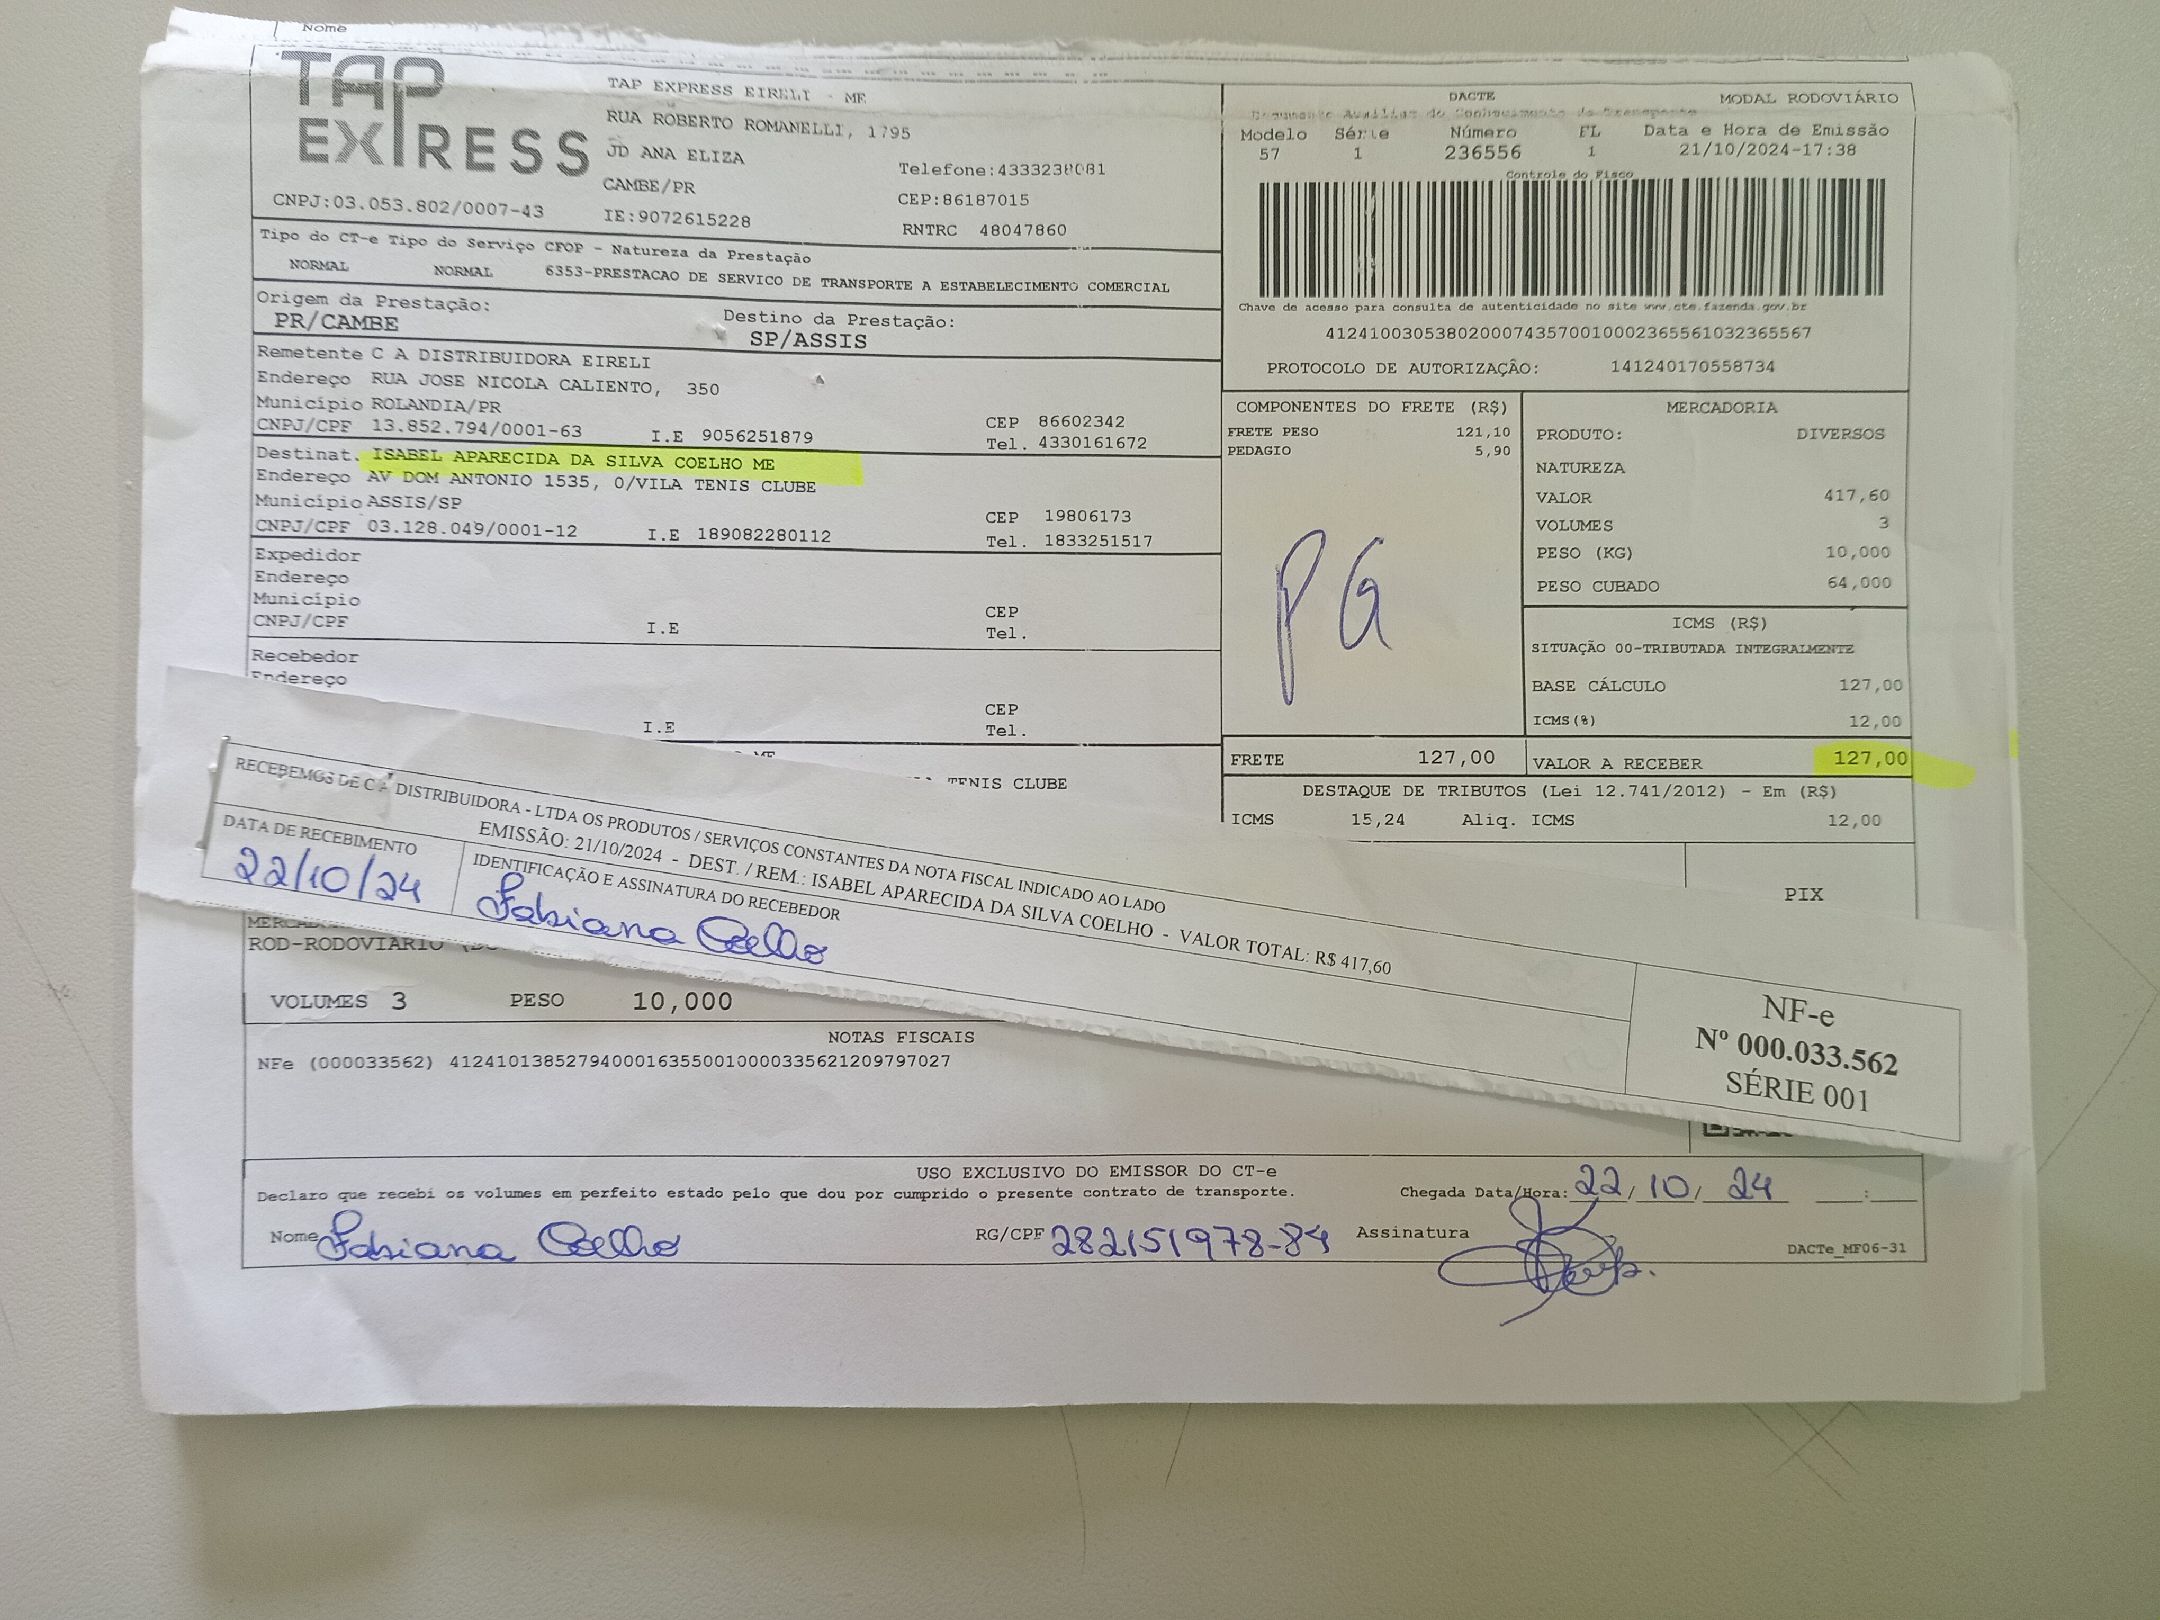 Nome
TAP EXPRESS
TAP EXPRESS EIRELI - ME
RUA ROBERTO ROMANELLI, 1795
JD ANA ELIZA
CAMBE/PR
Telefone:4333238081
CEP:86187015
CNPJ:03.053.802/0007-43
IE:9072615228
RNTRC 48047860
DACTE
MODAL RODOVIÁRIO
Documento Auxiliar do Conhecimento de Transporte
Modelo Série Número FL Data e Hora de Emissão
57 1 236556 1 21/10/2024-17:38
Controle do Fisco
Chave de acesso para consulta de autenticidade no site www.cte.fazenda.gov.br
41241003053802000743570010002365561032365567
PROTOCOLO DE AUTORIZAÇÃO: 141240170558734
Tipo do CT-e Tipo do Serviço CFOP - Natureza da Prestação
NORMAL NORMAL 6353-PRESTACAO DE SERVICO DE TRANSPORTE A ESTABELECIMENTO COMERCIAL
Origem da Prestação:
PR/CAMBE
Destino da Prestação:
SP/ASSIS
Remetente C A DISTRIBUIDORA EIRELI
Endereço RUA JOSE NICOLA CALIENTO, 350
Município ROLANDIA/PR CEP 86602342
CNPJ/CPF 13.852.794/0001-63 I.E 9056251879 Tel. 4330161672
Destinat. ISABEL APARECIDA DA SILVA COELHO ME
Endereço AV DOM ANTONIO 1535, 0/VILA TENIS CLUBE
Município ASSIS/SP CEP 19806173
CNPJ/CPF 03.128.049/0001-12 I.E 189082280112 Tel. 1833251517
Expedidor
Endereço
Município CEP
CNPJ/CPF I.E Tel.
Recebedor
Endereço
CEP
I.E Tel.
TENIS CLUBE
COMPONENTES DO FRETE (R$)
FRETE PESO 121,10
PEDAGIO 5,90
PG
FRETE 127,00
MERCADORIA
PRODUTO: DIVERSOS
NATUREZA
VALOR 417,60
VOLUMES 3
PESO (KG) 10,000
PESO CUBADO 64,000
ICMS (R$)
SITUAÇÃO 00-TRIBUTADA INTEGRALMENTE
BASE CÁLCULO 127,00
ICMS(%) 12,00
VALOR A RECEBER 127,00
DESTAQUE DE TRIBUTOS (Lei 12.741/2012) - Em (R$)
ICMS 15,24 Aliq. ICMS 12,00
PIX
RECEBEMOS DE C A DISTRIBUIDORA - LTDA OS PRODUTOS / SERVIÇOS CONSTANTES DA NOTA FISCAL INDICADO AO LADO
EMISSÃO: 21/10/2024 - DEST. / REM.: ISABEL APARECIDA DA SILVA COELHO - VALOR TOTAL: R$ 417,60
DATA DE RECEBIMENTO
22/10/24
IDENTIFICAÇÃO E ASSINATURA DO RECEBEDOR
Fabiana Coelho
NF-e
Nº 000.033.562
SÉRIE 001
ROD-RODOVIARIO
VOLUMES 3 PESO 10,000
NOTAS FISCAIS
NFe (000033562) 41241013852794000163550010000335621209797027
USO EXCLUSIVO DO EMISSOR DO CT-e
Declaro que recebi os volumes em perfeito estado pelo que dou por cumprido o presente contrato de transporte.
Chegada Data/Hora: 22/10/24 __:__
Nome Fabiana Coelho RG/CPF 282151978-84 Assinatura
DACTe_MF06-31